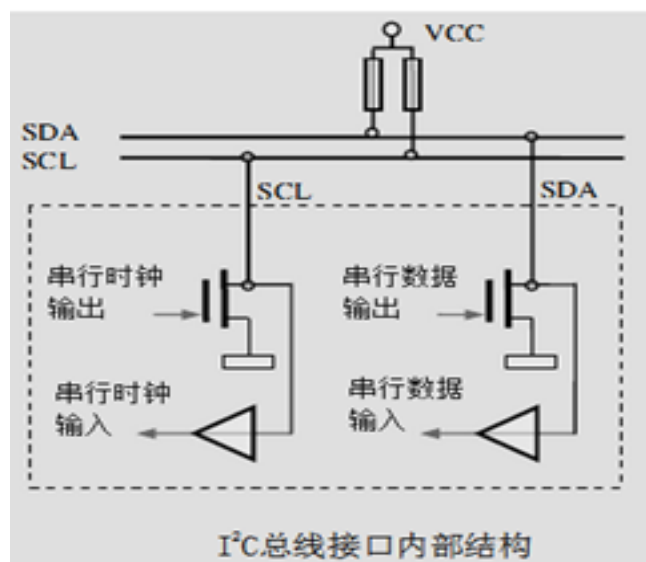 VCC
SDA
SCL
SCL
SDA
串行时钟
输出
串行数据
输出
串行时钟
输入
串行数据
输入
I²C总线接口内部结构